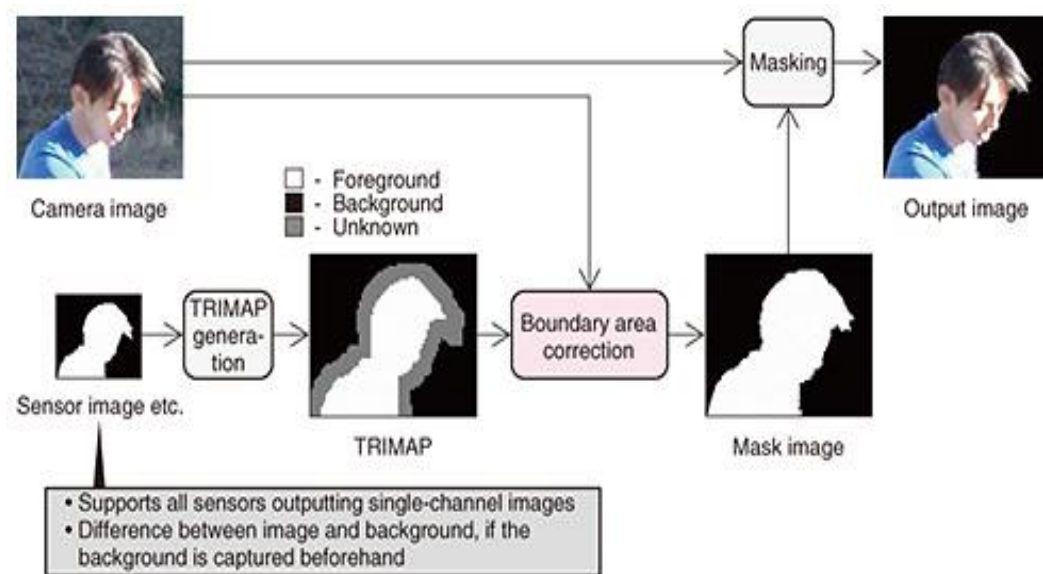 Masking
Camera image
- Foreground
- Background
- Unknown
Output image
TRIMAP
genera-
tion
Boundary area
correction
Sensor image etc.
TRIMAP
Mask image
• Supports all sensors outputting single-channel images
• Difference between image and background, if the
background is captured beforehand